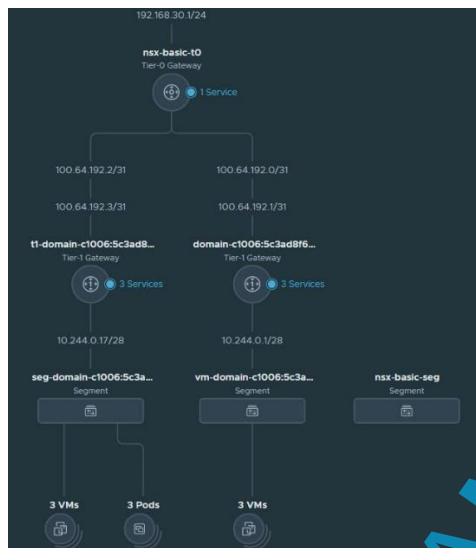 192.168.30.1/24
nsx-basic-t0
Tier-0 Gateway
1 Service
100.64.192.2/31 100.64.192.0/31
100.64.192.3/31 100.64.192.1/31
t1-domain-c1006:5c3ad8... domain-c1006:5c3ad8f6...
Tier-1 Gateway Tier-1 Gateway
3 Services 3 Services
10.244.0.17/28 10.244.0.1/28
seg-domain-c1006:5c3a... vm-domain-c1006:5c3a... nsx-basic-seg
Segment Segment Segment
3 VMs 3 Pods 3 VMs